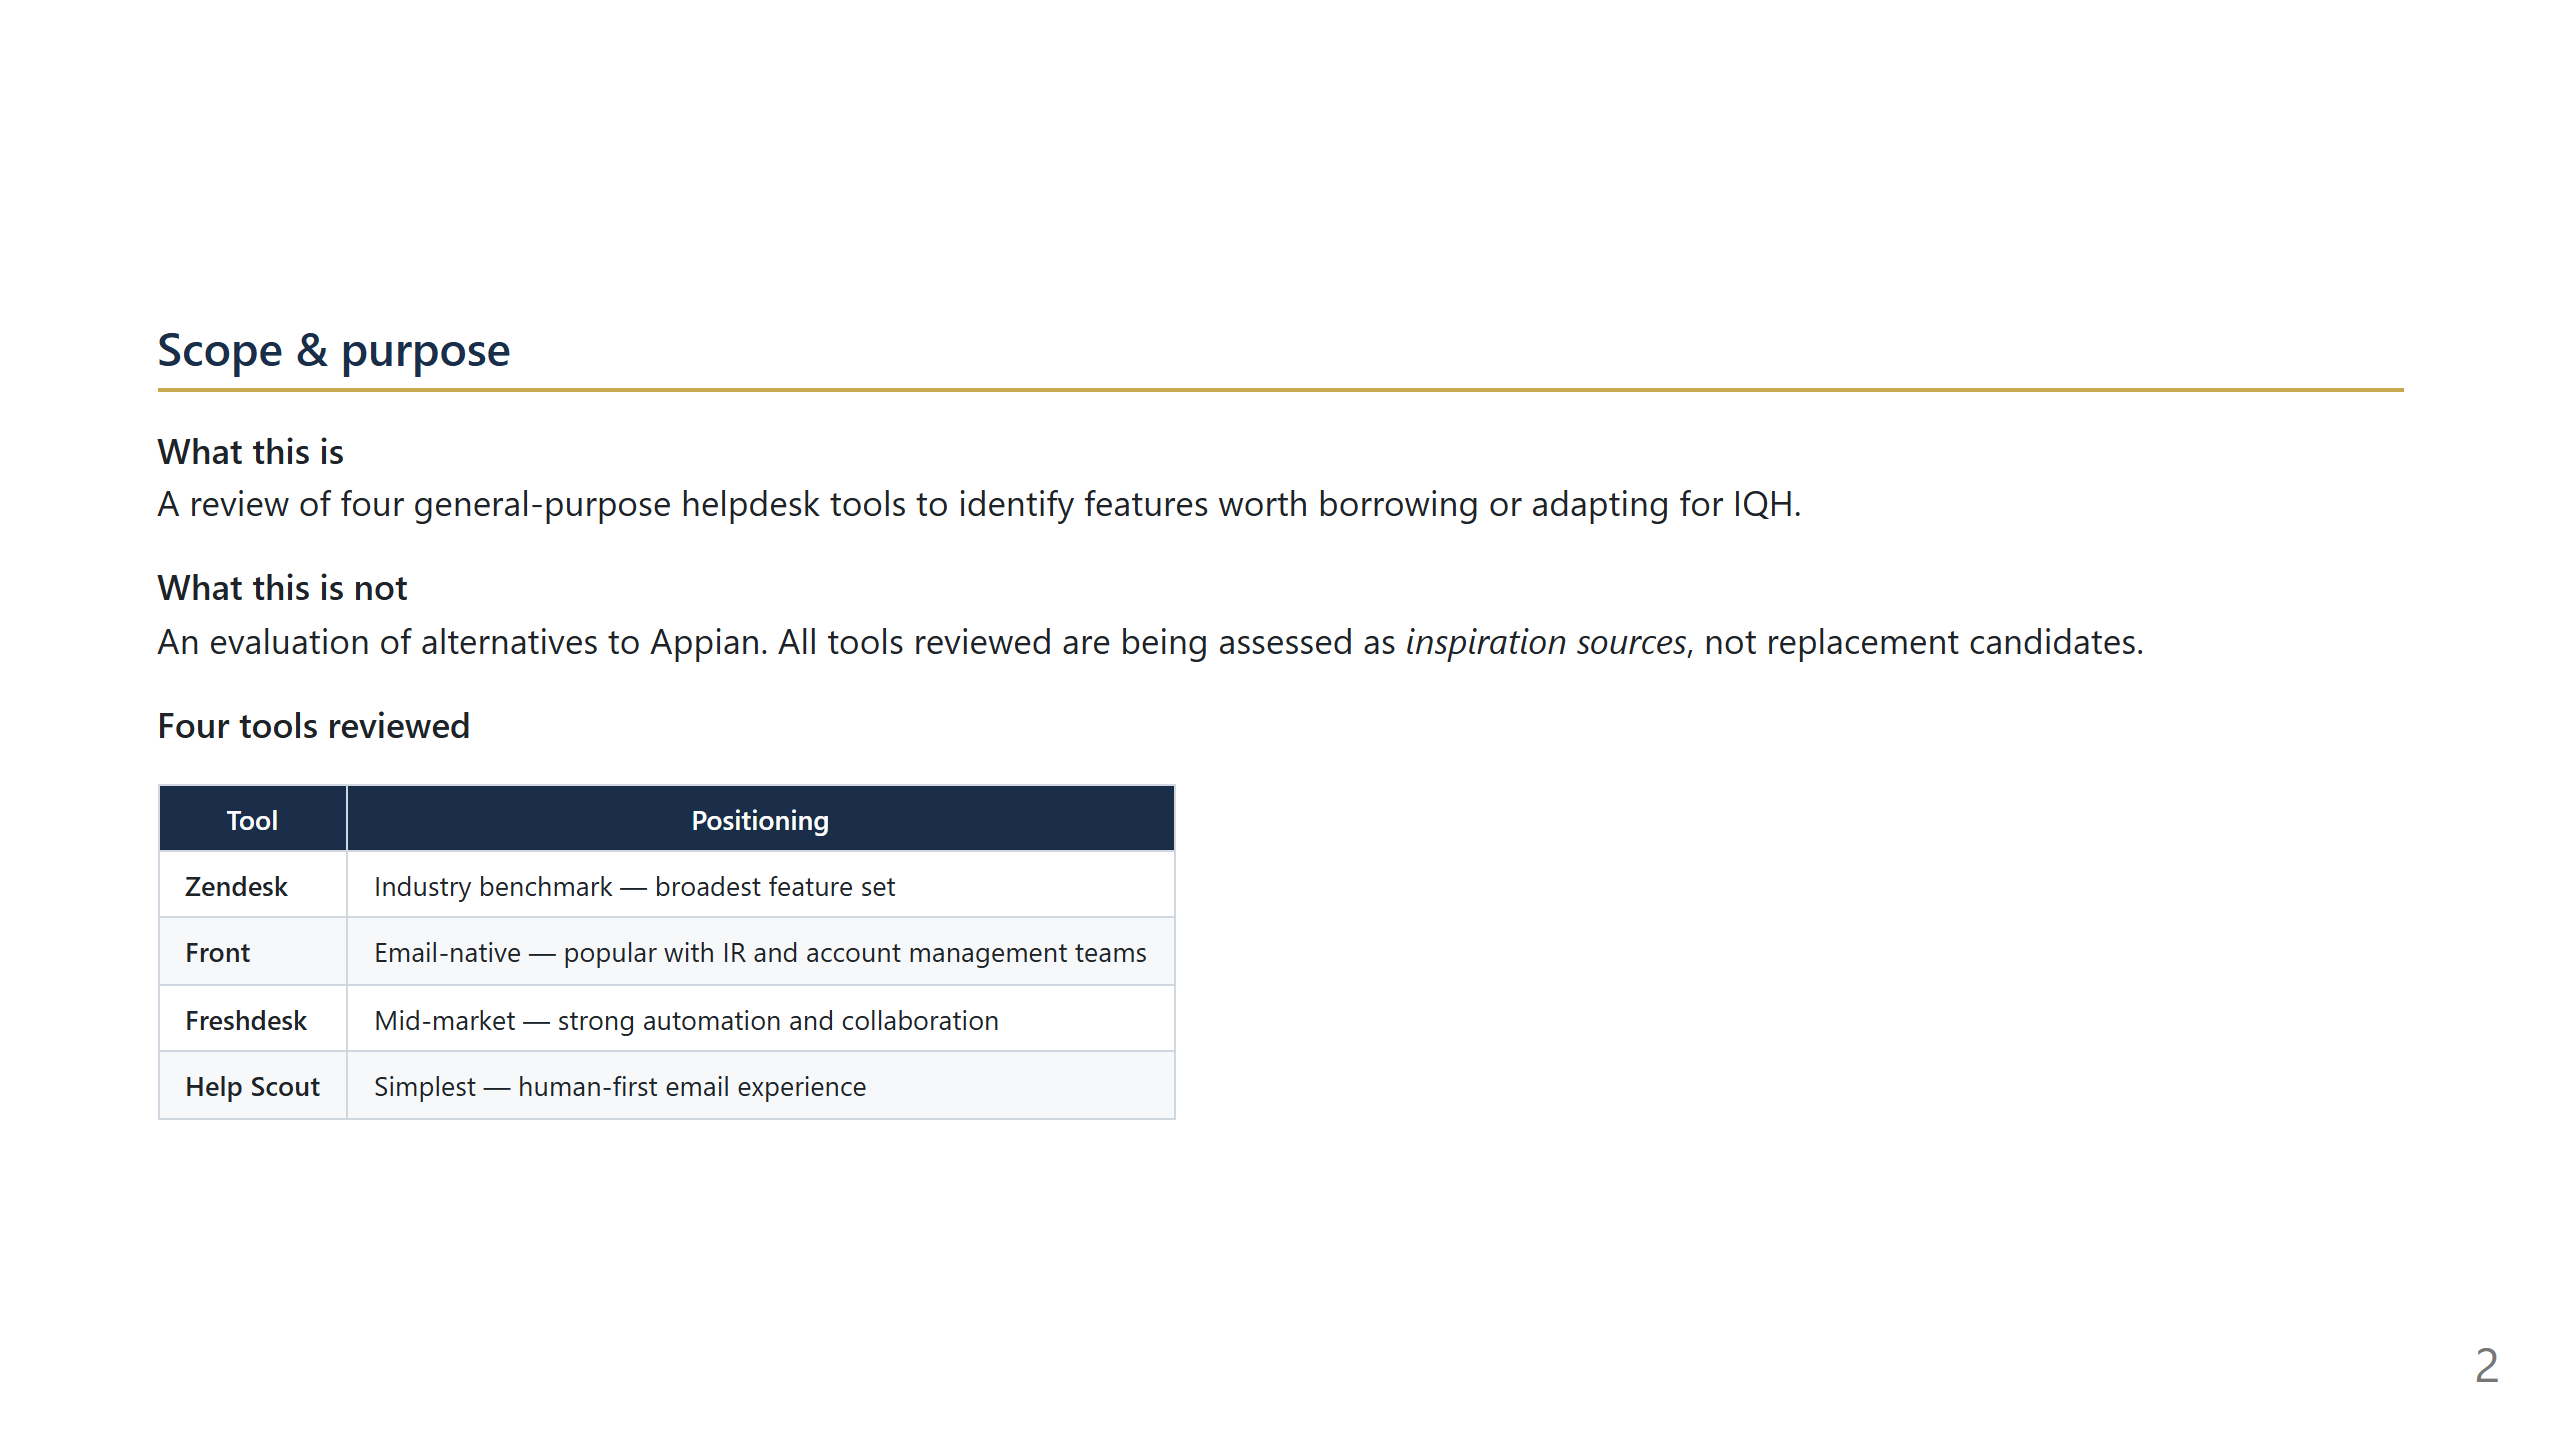 Scope & purpose
What this is
A review of four general-purpose helpdesk tools to identify features worth borrowing or adapting for IQH.
What this is not
An evaluation of alternatives to Appian. All tools reviewed are being assessed as inspiration sources, not replacement candidates.
Four tools reviewed
Tool Positioning
Zendesk Industry benchmark — broadest feature set
Front Email-native — popular with IR and account management teams
Freshdesk Mid-market — strong automation and collaboration
Help Scout Simplest — human-first email experience
2